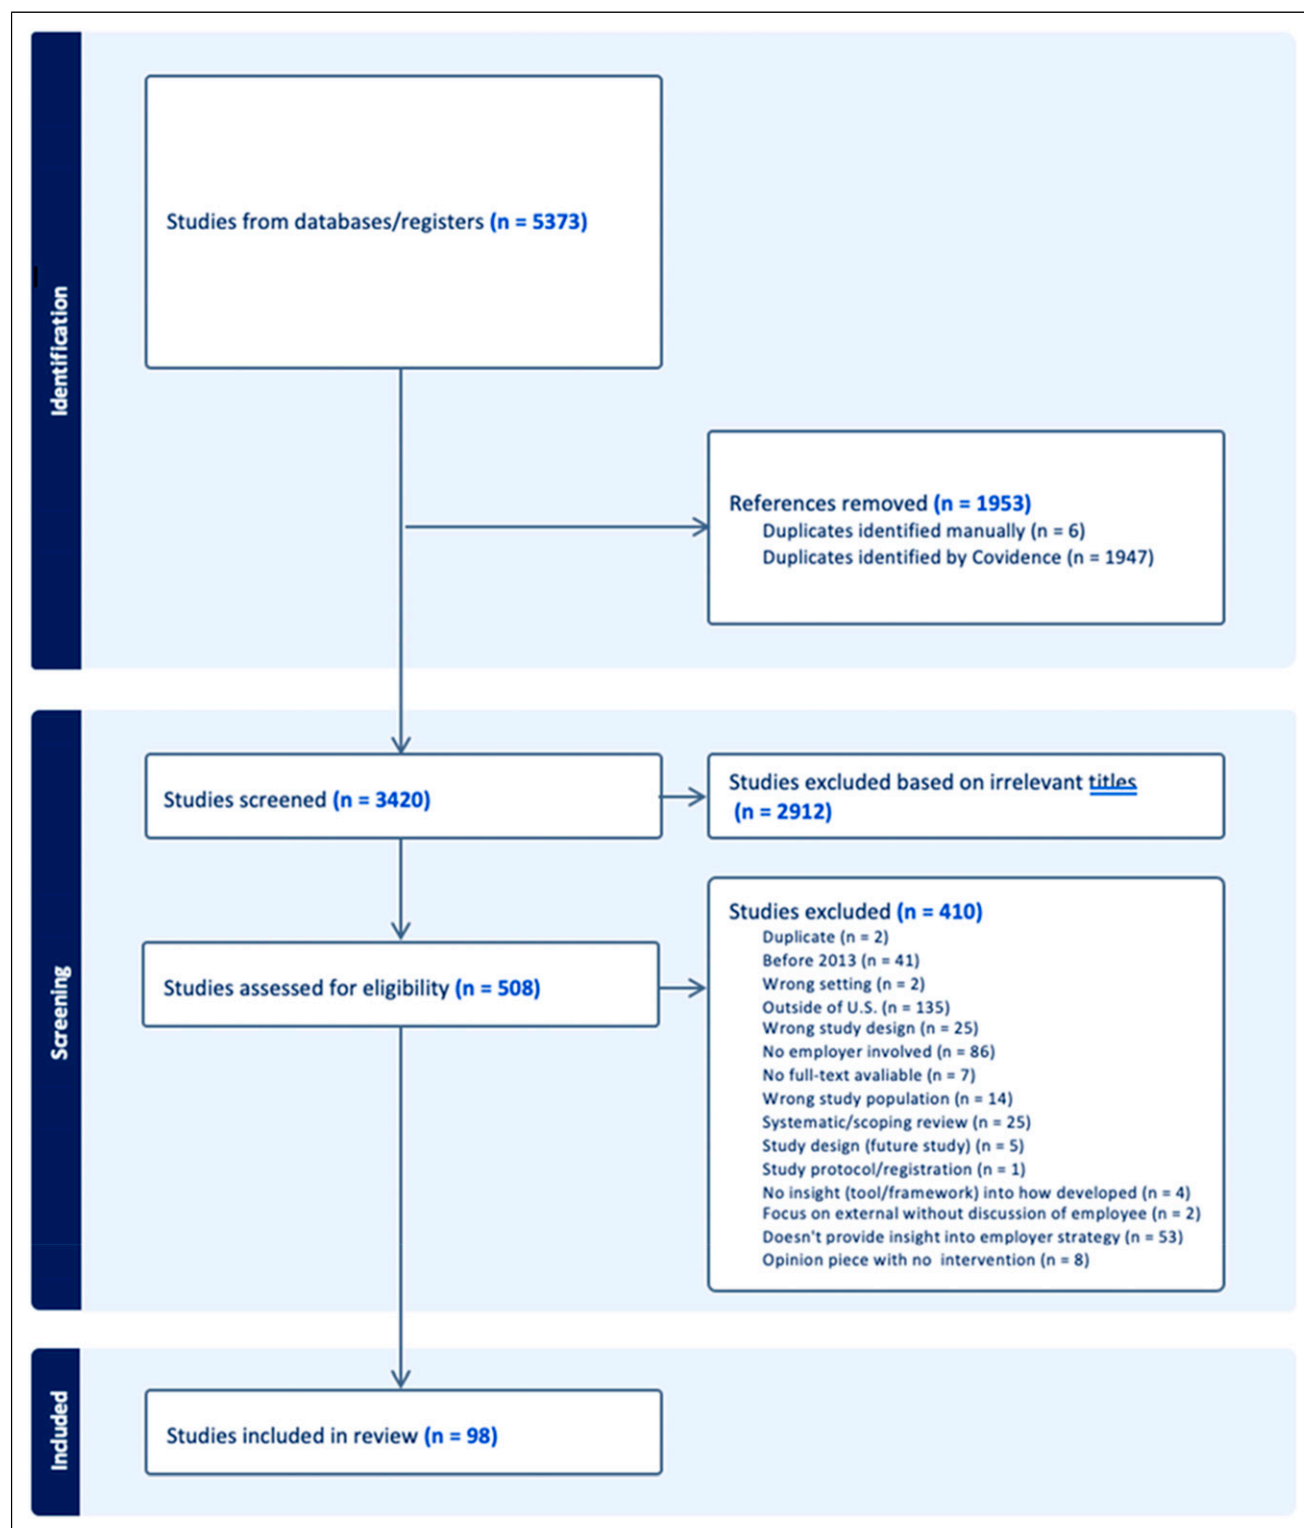 Identification
Studies from databases/registers (n = 5373)
References removed (n = 1953)
Duplicates identified manually (n = 6)
Duplicates identified by Covidence (n = 1947)
Screening
Studies screened (n = 3420)
Studies excluded based on irrelevant titles
(n = 2912)
Studies assessed for eligibility (n = 508)
Studies excluded (n = 410)
Duplicate (n = 2)
Before 2013 (n = 41)
Wrong setting (n = 2)
Outside of U.S. (n = 135)
Wrong study design (n = 25)
No employer involved (n = 86)
No full-text avaliable (n = 7)
Wrong study population (n = 14)
Systematic/scoping review (n = 25)
Study design (future study) (n = 5)
Study protocol/registration (n = 1)
No insight (tool/framework) into how developed (n = 4)
Focus on external without discussion of employee (n = 2)
Doesn't provide insight into employer strategy (n = 53)
Opinion piece with no  intervention (n = 8)
Included
Studies included in review (n = 98)